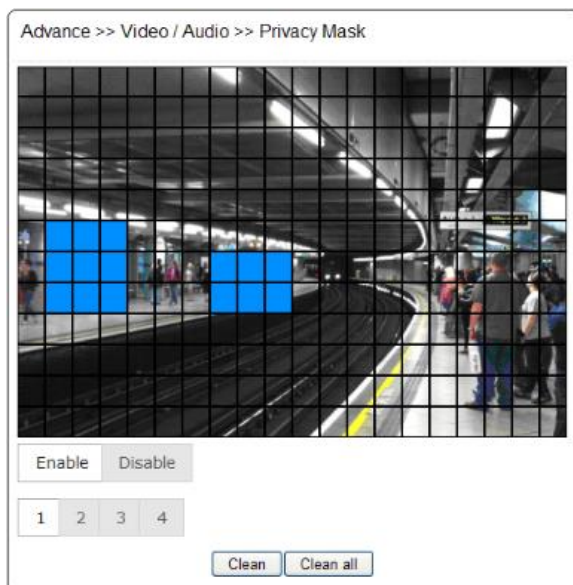 Advance >> Video / Audio >> Privacy Mask
Enable Disable
1 2 3 4
Clean Clean all